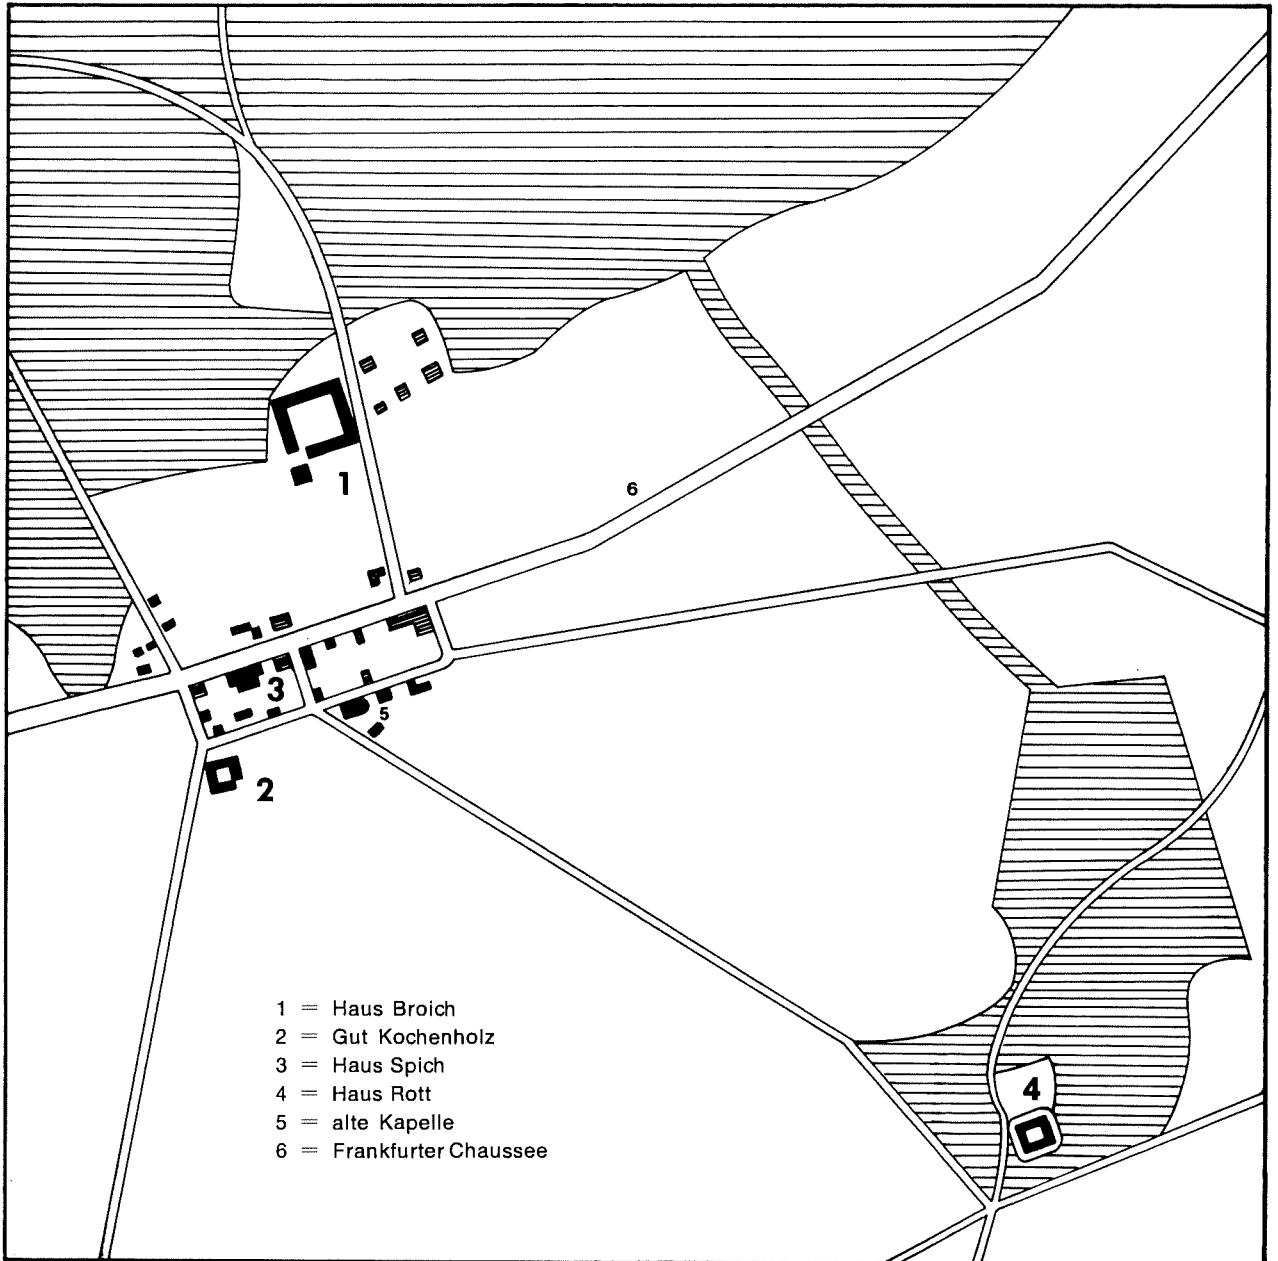 1
6
3
5
2
1 = Haus Broich
2 = Gut Kochenholz
3 = Haus Spich
4 = Haus Rott
5 = alte Kapelle
6 = Frankfurter Chaussee
4